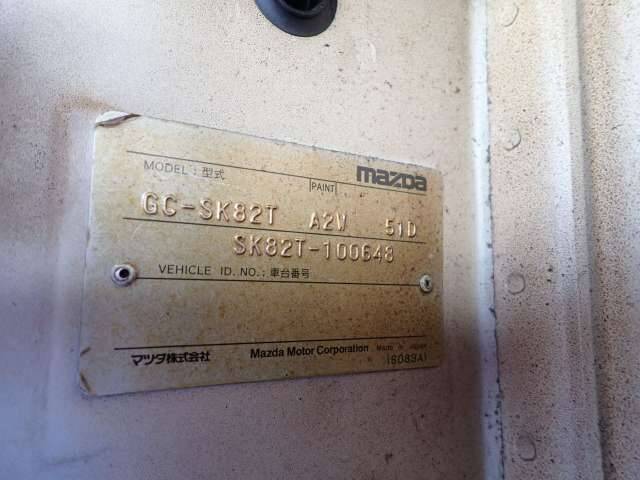 MODEL ; 型式 PAINT mazda
GC-SK82T A2W 51D
SK82T-100648
VEHICLE ID. NO. ; 車台番号
マツダ株式会社 Mazda Motor Corporation Made in Japan
(S083A)